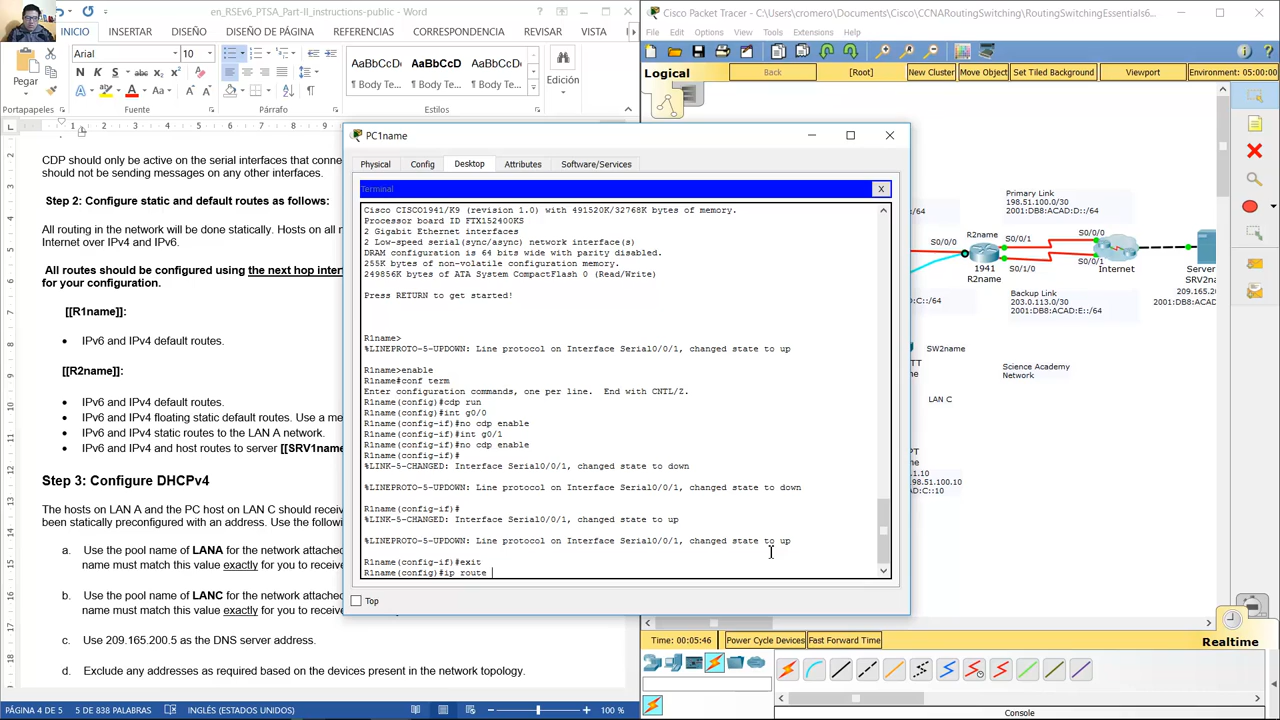 en_RSEv6_PTSA_Part-II_instructions-public - Word
INICIO INSERTAR DISEÑO DISEÑO DE PÁGINA REFERENCIAS CORRESPONDENCIA REVISAR VISTA
Pegar
Arial 10
AaBbCcDc AaBbCcDc AaBbCcDc
¶ Body Te... ¶ Body Te... ¶ Body Te...
Edición
Portapapeles Fuente Párrafo Estilos
CDP should only be active on the serial interfaces that conne
should not be sending messages on any other interfaces.
Step 2: Configure static and default routes as follows:
All routing in the network will be done statically. Hosts on all n
Internet over IPv4 and IPv6.
All routes should be configured using the next hop inter
for your configuration.
[[R1name]]:
• IPv6 and IPv4 default routes.
[[R2name]]:
• IPv6 and IPv4 default routes.
• IPv6 and IPv4 floating static default routes. Use a me
• IPv6 and IPv4 static routes to the LAN A network.
• IPv6 and IPv4 and host routes to server [[SRV1name
Step 3: Configure DHCPv4
The hosts on LAN A and the PC host on LAN C should receiv
been statically preconfigured with an address. Use the followi
a. Use the pool name of LANA for the network attached
name must match this value exactly for you to receive
b. Use the pool name of LANC for the network attached
name must match this value exactly for you to receive
c. Use 209.165.200.5 as the DNS server address.
d. Exclude any addresses as required based on the devices present in the network topology.
PÁGINA 4 DE 5 5 DE 838 PALABRAS INGLÉS (ESTADOS UNIDOS) 100 %
PC1name
Physical Config Desktop Attributes Software/Services
Terminal X
Cisco CISCO1941/K9 (revision 1.0) with 491520K/32768K bytes of memory.
Processor board ID FTX152400KS
2 Gigabit Ethernet interfaces
2 Low-speed serial(sync/async) network interface(s)
DRAM configuration is 64 bits wide with parity disabled.
255K bytes of non-volatile configuration memory.
249856K bytes of ATA System CompactFlash 0 (Read/Write)
Press RETURN to get started!
R1name>
%LINEPROTO-5-UPDOWN: Line protocol on Interface Serial0/0/1, changed state to up
R1name>enable
R1name#conf term
Enter configuration commands, one per line. End with CNTL/Z.
R1name(config)#cdp run
R1name(config)#int g0/0
R1name(config-if)#no cdp enable
R1name(config-if)#int g0/1
R1name(config-if)#no cdp enable
R1name(config-if)#
%LINK-5-CHANGED: Interface Serial0/0/1, changed state to down
%LINEPROTO-5-UPDOWN: Line protocol on Interface Serial0/0/1, changed state to down
R1name(config-if)#
%LINK-5-CHANGED: Interface Serial0/0/1, changed state to up
%LINEPROTO-5-UPDOWN: Line protocol on Interface Serial0/0/1, changed state to up
R1name(config-if)#exit
R1name(config)#ip route
Top
Cisco Packet Tracer - C:\Users\cromero\Documents\Cisco\CCNARoutingSwitching\RoutingSwitchingEssentials6...
File Edit Options View Tools Extensions Help
Logical Back [Root] New Cluster Move Object Set Tiled Background Viewport Environment: 05:00:00
Primary Link
198.51.100.0/30
2001:DB8:ACAD:D::/64
R2name
S0/0/0 S0/0/1 S0/0/0
S0/1/0 S0/0/1
1941
R2name
Internet
Server
SRV2nam
209.165.20
2001:DB8:ACAD
Backup Link
203.0.113.0/30
2001:DB8:ACAD:E::/64
SW2name
Science Academy
Network
LAN C
PT
.1.10
98.51.100.10
D:C::10
Time: 00:05:46 Power Cycle Devices Fast Forward Time Realtime
Console